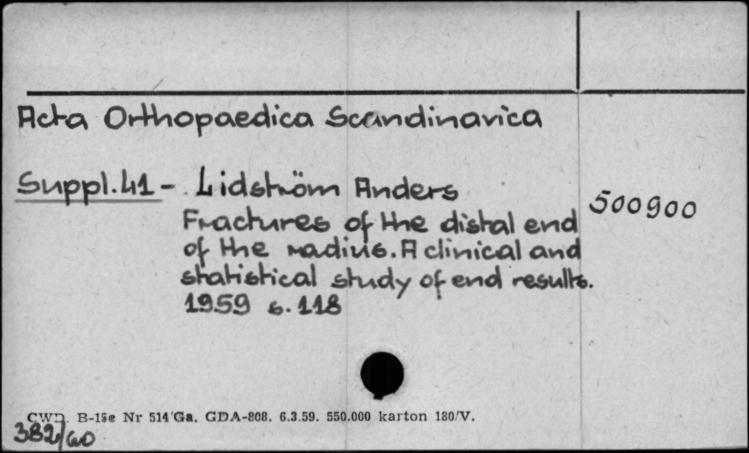 Acta Orthopaedica Scandinavica
Suppl.41 - Lidström Anders
500900
Fractures of the distal end
of the radius. A clinical and
statistical study of end results.
1959 s. 118
CWD. B-15e Nr 514 Ga. GDA-808. 6.3.59. 550.000 karton 180/V.
382/60